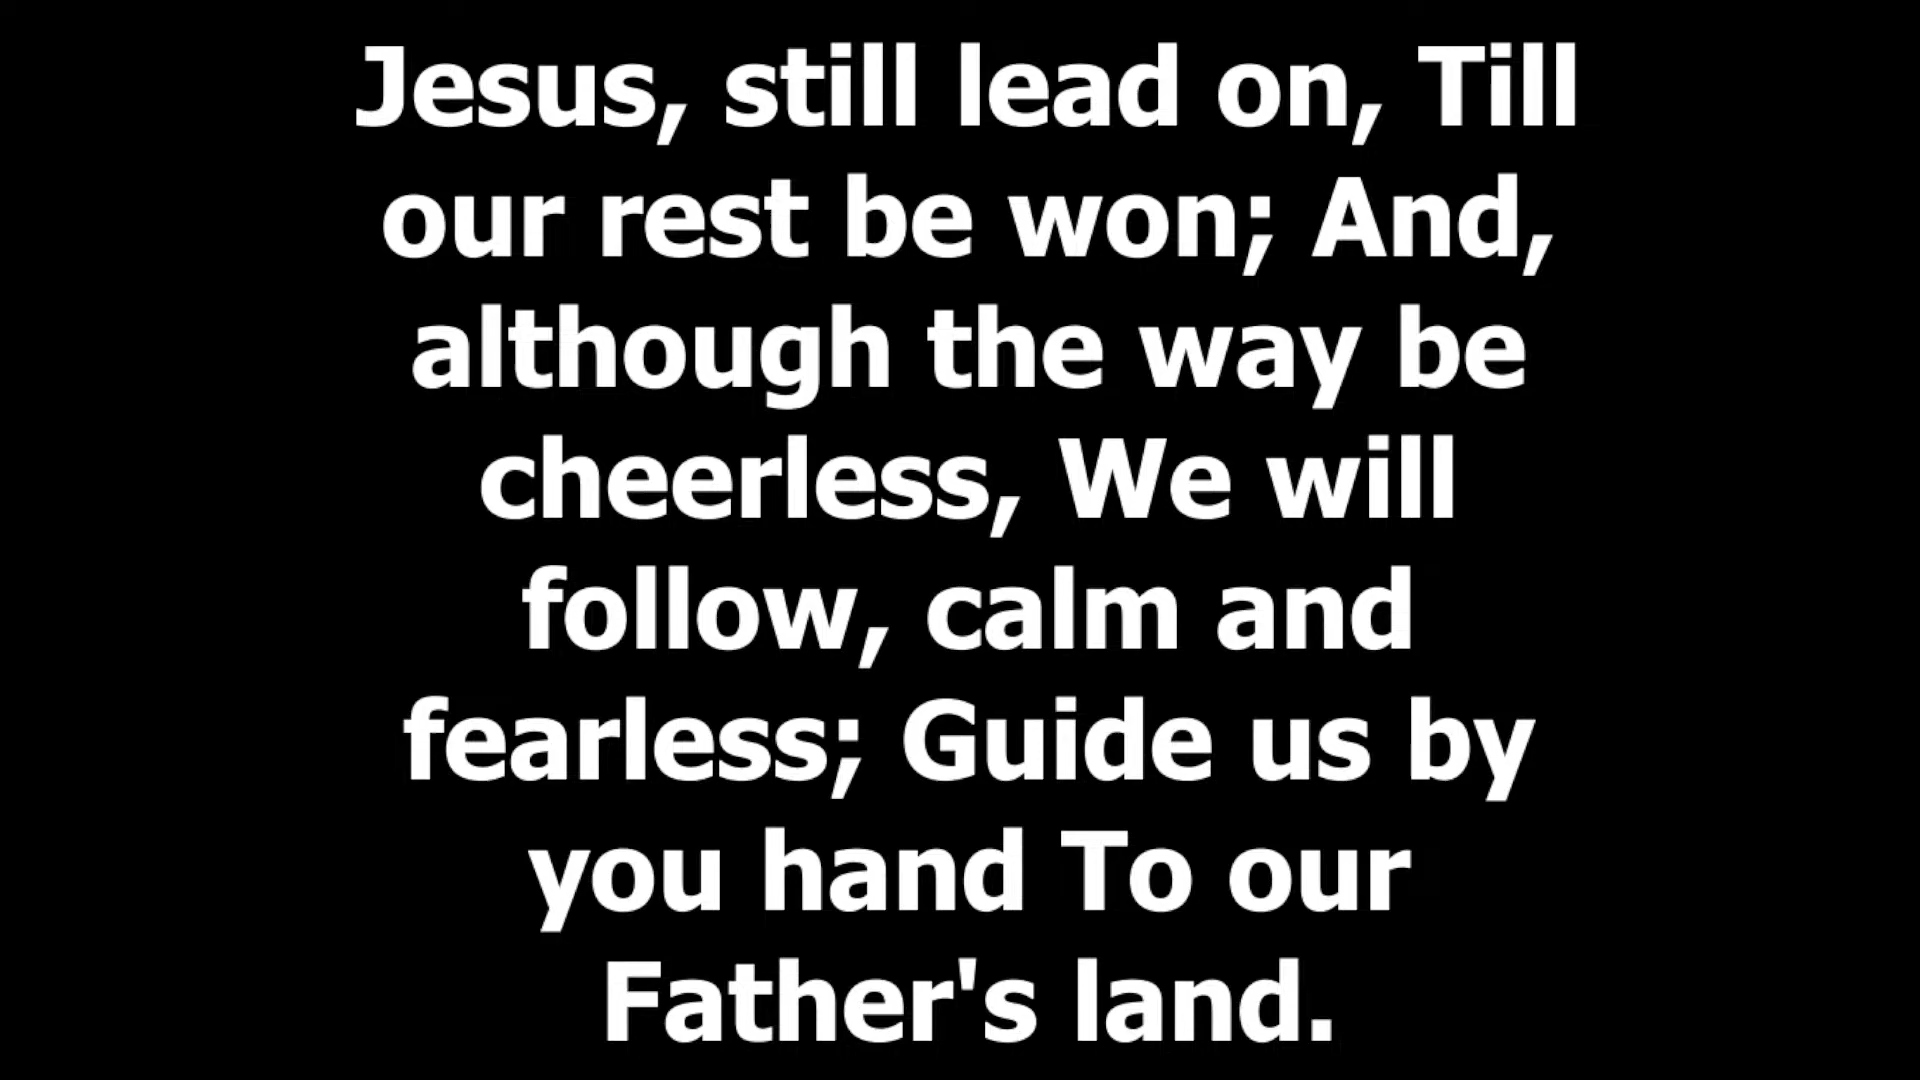 Jesus, still lead on, Till
our rest be won; And,
although the way be
cheerless, We will
follow, calm and
fearless; Guide us by
you hand To our
Father's land.